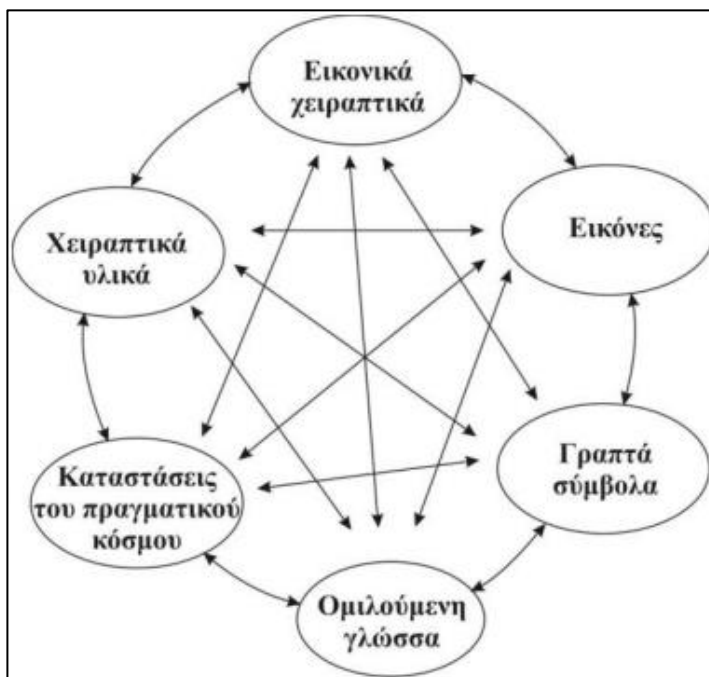 Εικονικά
χειραπτικά
Χειραπτικά
υλικά
Εικόνες
Καταστάσεις
του πραγματικού
κόσμου
Γραπτά
σύμβολα
Ομιλούμενη
γλώσσα